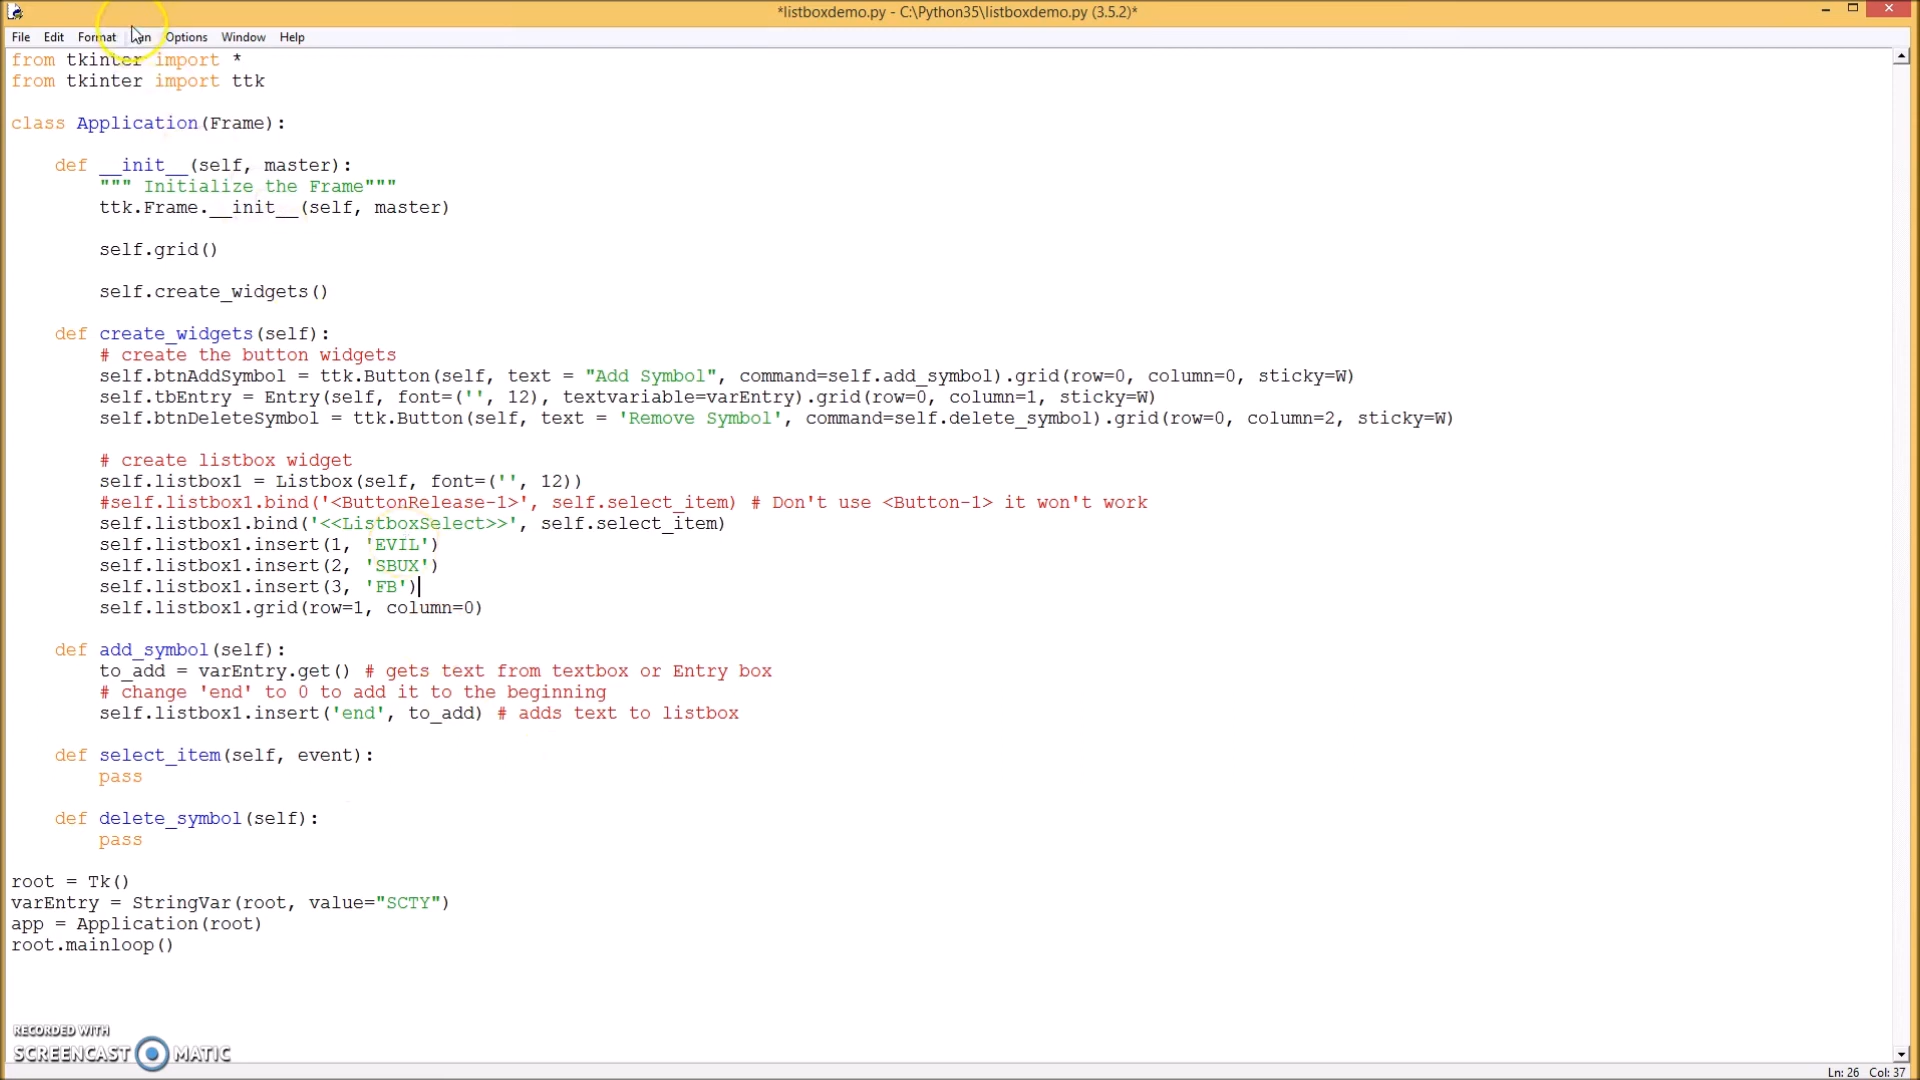 *listboxdemo.py - C:\Python35\listboxdemo.py (3.5.2)*
File Edit Format Options Window Help
from tkinter import *
from tkinter import ttk
class Application(Frame):
def __init__(self, master):
""" Initialize the Frame"""
ttk.Frame.__init__(self, master)
self.grid()
self.create_widgets()
def create_widgets(self):
# create the button widgets
self.btnAddSymbol = ttk.Button(self, text = "Add Symbol", command=self.add_symbol).grid(row=0, column=0, sticky=W)
self.tbEntry = Entry(self, font=('', 12), textvariable=varEntry).grid(row=0, column=1, sticky=W)
self.btnDeleteSymbol = ttk.Button(self, text = 'Remove Symbol', command=self.delete_symbol).grid(row=0, column=2, sticky=W)
# create listbox widget
self.listbox1 = Listbox(self, font=('', 12))
#self.listbox1.bind('<ButtonRelease-1>', self.select_item) # Don't use <Button-1> it won't work
self.listbox1.bind('<<ListboxSelect>>', self.select_item)
self.listbox1.insert(1, 'EVIL')
self.listbox1.insert(2, 'SBUX')
self.listbox1.insert(3, 'FB')
self.listbox1.grid(row=1, column=0)
def add_symbol(self):
to_add = varEntry.get() # gets text from textbox or Entry box
# change 'end' to 0 to add it to the beginning
self.listbox1.insert('end', to_add) # adds text to listbox
def select_item(self, event):
pass
def delete_symbol(self):
pass
root = Tk()
varEntry = StringVar(root, value="SCTY")
app = Application(root)
root.mainloop()
RECORDED WITH
SCREENCAST MATIC
Ln: 26 Col: 37